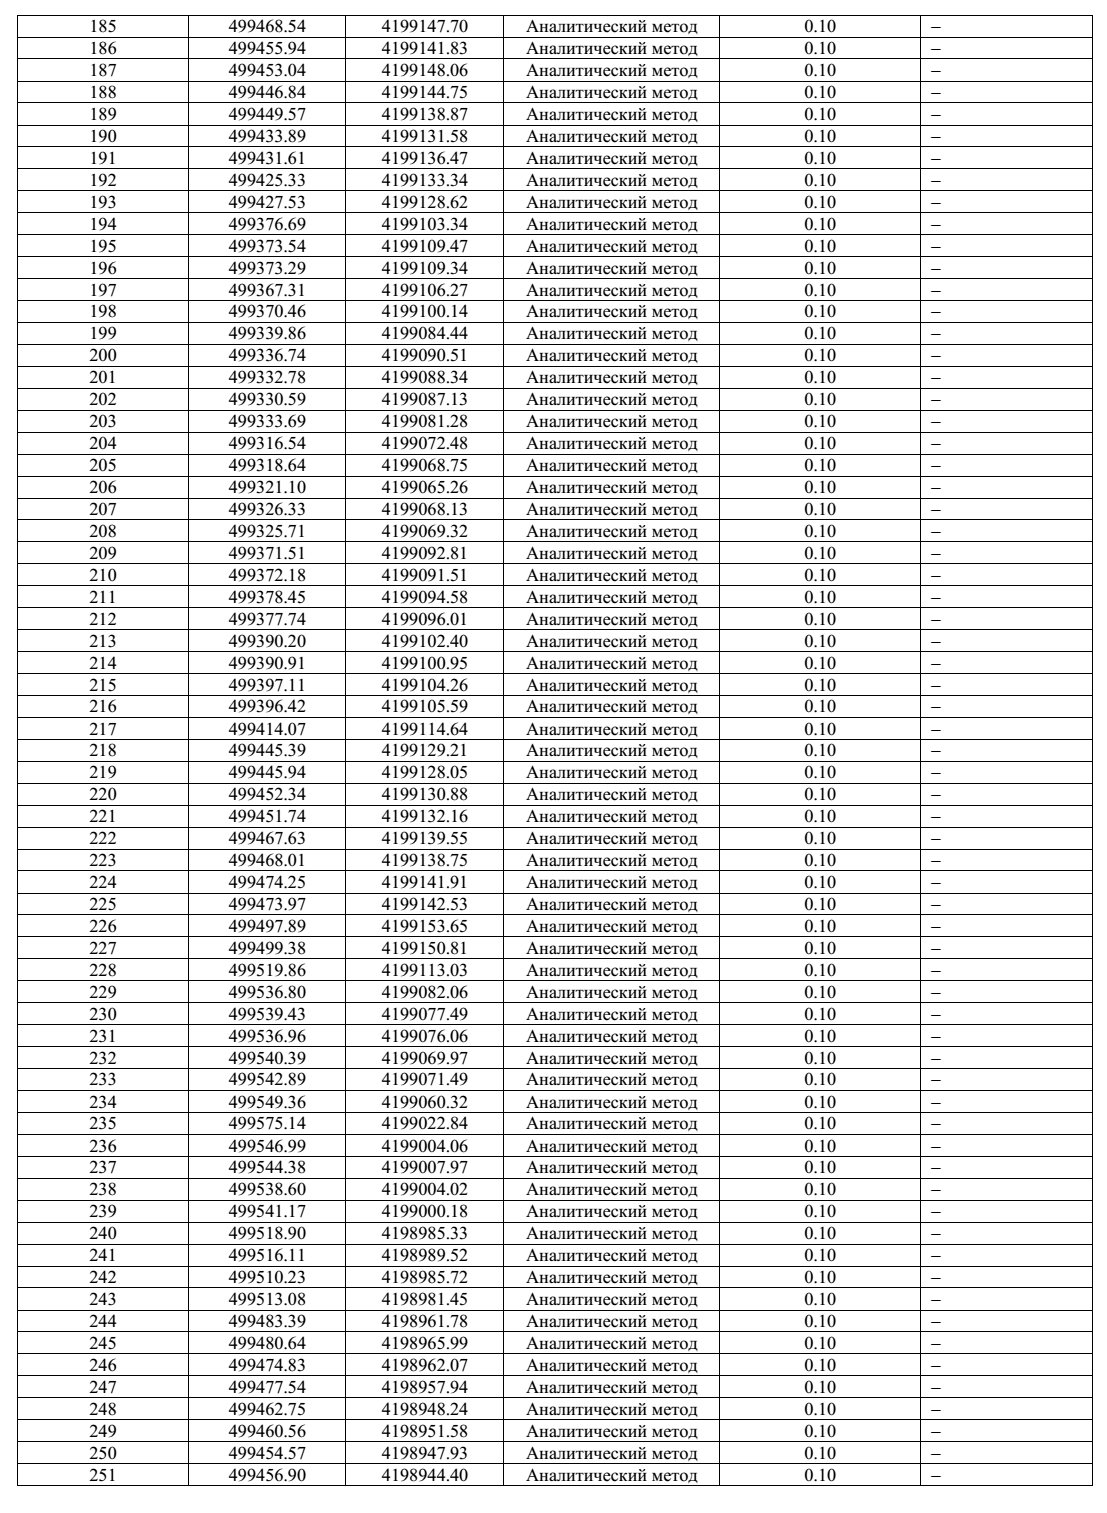 185 499468.54 4199147.70 Аналитический метод 0.10 –
186 499455.94 4199141.83 Аналитический метод 0.10 –
187 499453.04 4199148.06 Аналитический метод 0.10 –
188 499446.84 4199144.75 Аналитический метод 0.10 –
189 499449.57 4199138.87 Аналитический метод 0.10 –
190 499433.89 4199131.58 Аналитический метод 0.10 –
191 499431.61 4199136.47 Аналитический метод 0.10 –
192 499425.33 4199133.34 Аналитический метод 0.10 –
193 499427.53 4199128.62 Аналитический метод 0.10 –
194 499376.69 4199103.34 Аналитический метод 0.10 –
195 499373.54 4199109.47 Аналитический метод 0.10 –
196 499373.29 4199109.34 Аналитический метод 0.10 –
197 499367.31 4199106.27 Аналитический метод 0.10 –
198 499370.46 4199100.14 Аналитический метод 0.10 –
199 499339.86 4199084.44 Аналитический метод 0.10 –
200 499336.74 4199090.51 Аналитический метод 0.10 –
201 499332.78 4199088.34 Аналитический метод 0.10 –
202 499330.59 4199087.13 Аналитический метод 0.10 –
203 499333.69 4199081.28 Аналитический метод 0.10 –
204 499316.54 4199072.48 Аналитический метод 0.10 –
205 499318.64 4199068.75 Аналитический метод 0.10 –
206 499321.10 4199065.26 Аналитический метод 0.10 –
207 499326.33 4199068.13 Аналитический метод 0.10 –
208 499325.71 4199069.32 Аналитический метод 0.10 –
209 499371.51 4199092.81 Аналитический метод 0.10 –
210 499372.18 4199091.51 Аналитический метод 0.10 –
211 499378.45 4199094.58 Аналитический метод 0.10 –
212 499377.74 4199096.01 Аналитический метод 0.10 –
213 499390.20 4199102.40 Аналитический метод 0.10 –
214 499390.91 4199100.95 Аналитический метод 0.10 –
215 499397.11 4199104.26 Аналитический метод 0.10 –
216 499396.42 4199105.59 Аналитический метод 0.10 –
217 499414.07 4199114.64 Аналитический метод 0.10 –
218 499445.39 4199129.21 Аналитический метод 0.10 –
219 499445.94 4199128.05 Аналитический метод 0.10 –
220 499452.34 4199130.88 Аналитический метод 0.10 –
221 499451.74 4199132.16 Аналитический метод 0.10 –
222 499467.63 4199139.55 Аналитический метод 0.10 –
223 499468.01 4199138.75 Аналитический метод 0.10 –
224 499474.25 4199141.91 Аналитический метод 0.10 –
225 499473.97 4199142.53 Аналитический метод 0.10 –
226 499497.89 4199153.65 Аналитический метод 0.10 –
227 499499.38 4199150.81 Аналитический метод 0.10 –
228 499519.86 4199113.03 Аналитический метод 0.10 –
229 499536.80 4199082.06 Аналитический метод 0.10 –
230 499539.43 4199077.49 Аналитический метод 0.10 –
231 499536.96 4199076.06 Аналитический метод 0.10 –
232 499540.39 4199069.97 Аналитический метод 0.10 –
233 499542.89 4199071.49 Аналитический метод 0.10 –
234 499549.36 4199060.32 Аналитический метод 0.10 –
235 499575.14 4199022.84 Аналитический метод 0.10 –
236 499546.99 4199004.06 Аналитический метод 0.10 –
237 499544.38 4199007.97 Аналитический метод 0.10 –
238 499538.60 4199004.02 Аналитический метод 0.10 –
239 499541.17 4199000.18 Аналитический метод 0.10 –
240 499518.90 4198985.33 Аналитический метод 0.10 –
241 499516.11 4198989.52 Аналитический метод 0.10 –
242 499510.23 4198985.72 Аналитический метод 0.10 –
243 499513.08 4198981.45 Аналитический метод 0.10 –
244 499483.39 4198961.78 Аналитический метод 0.10 –
245 499480.64 4198965.99 Аналитический метод 0.10 –
246 499474.83 4198962.07 Аналитический метод 0.10 –
247 499477.54 4198957.94 Аналитический метод 0.10 –
248 499462.75 4198948.24 Аналитический метод 0.10 –
249 499460.56 4198951.58 Аналитический метод 0.10 –
250 499454.57 4198947.93 Аналитический метод 0.10 –
251 499456.90 4198944.40 Аналитический метод 0.10 –